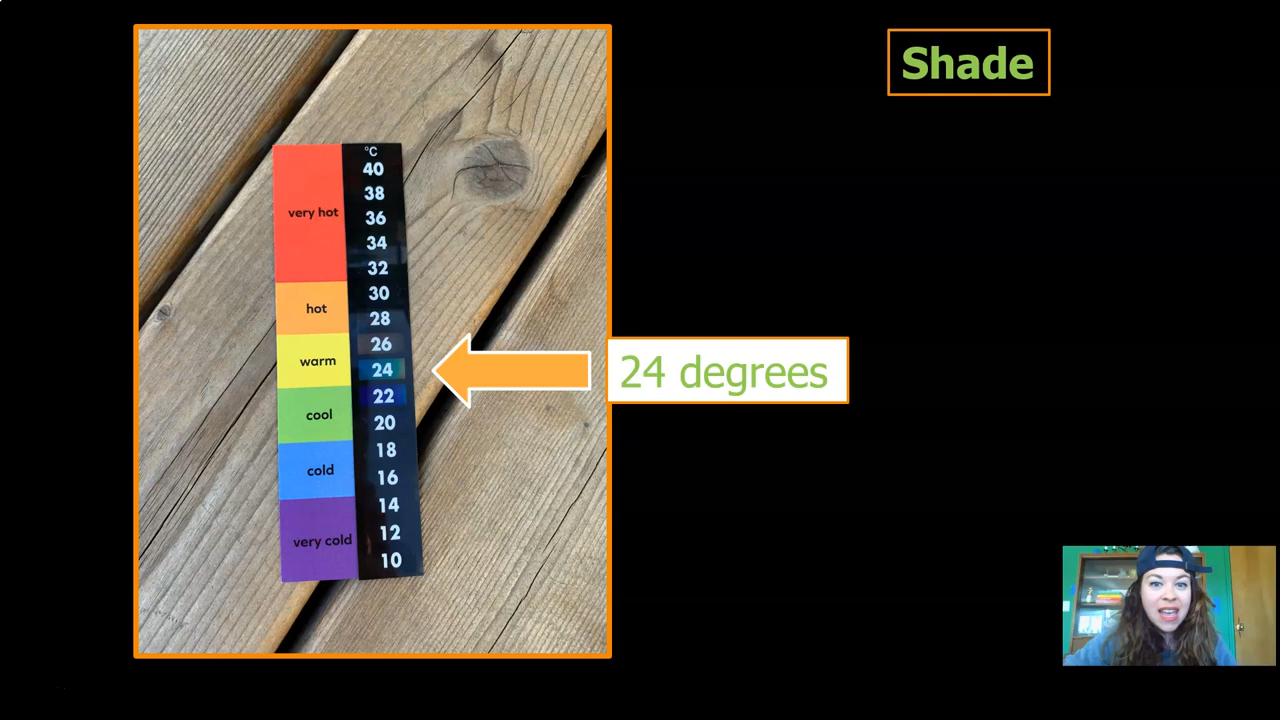 Shade
°C
40
38
very hot
36
34
32
30
hot
28
26
warm
24
24 degrees
22
cool
20
18
cold
16
14
12
very cold
10